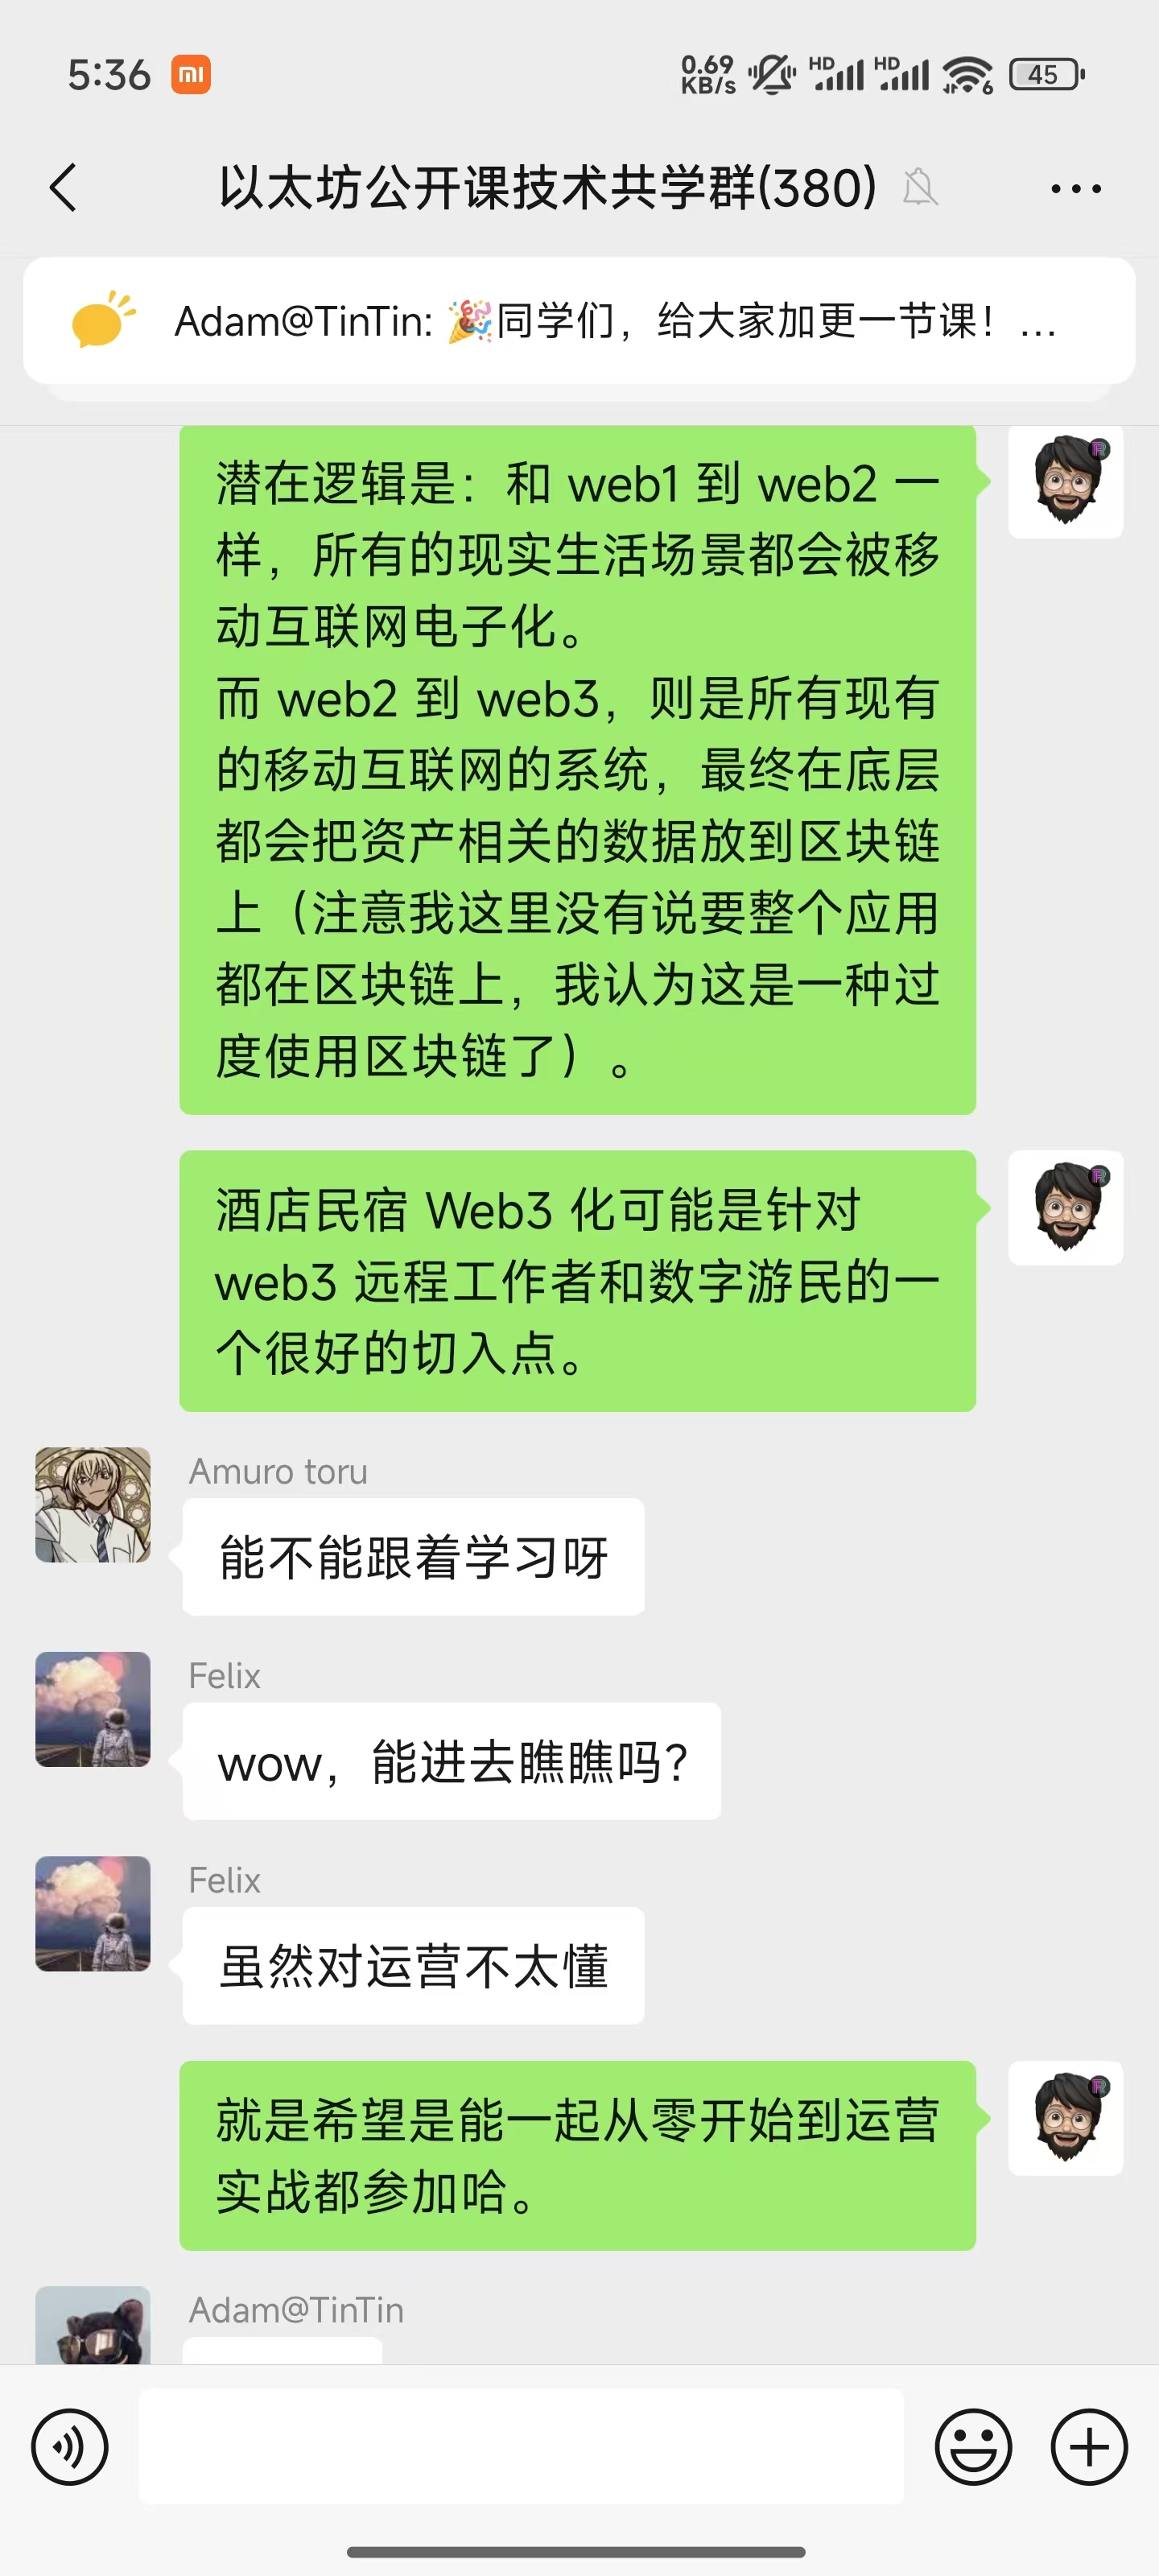 5:36
0.69
KB/s
HD
HD
6
45
以太坊公开课技术共学群(380)
Adam@TinTin: 🎉同学们，给大家加更一节课！...
潜在逻辑是：和 web1 到 web2 一
样，所有的现实生活场景都会被移
动互联网电子化。
而 web2 到 web3，则是所有现有
的移动互联网的系统，最终在底层
都会把资产相关的数据放到区块链
上（注意我这里没有说要整个应用
都在区块链上，我认为这是一种过
度使用区块链了）。
酒店民宿 Web3 化可能是针对
web3 远程工作者和数字游民的一
个很好的切入点。
Amuro toru
能不能跟着学习呀
Felix
wow，能进去瞧瞧吗？
Felix
虽然对运营不太懂
就是希望是能一起从零开始到运营
实战都参加哈。
Adam@TinTin